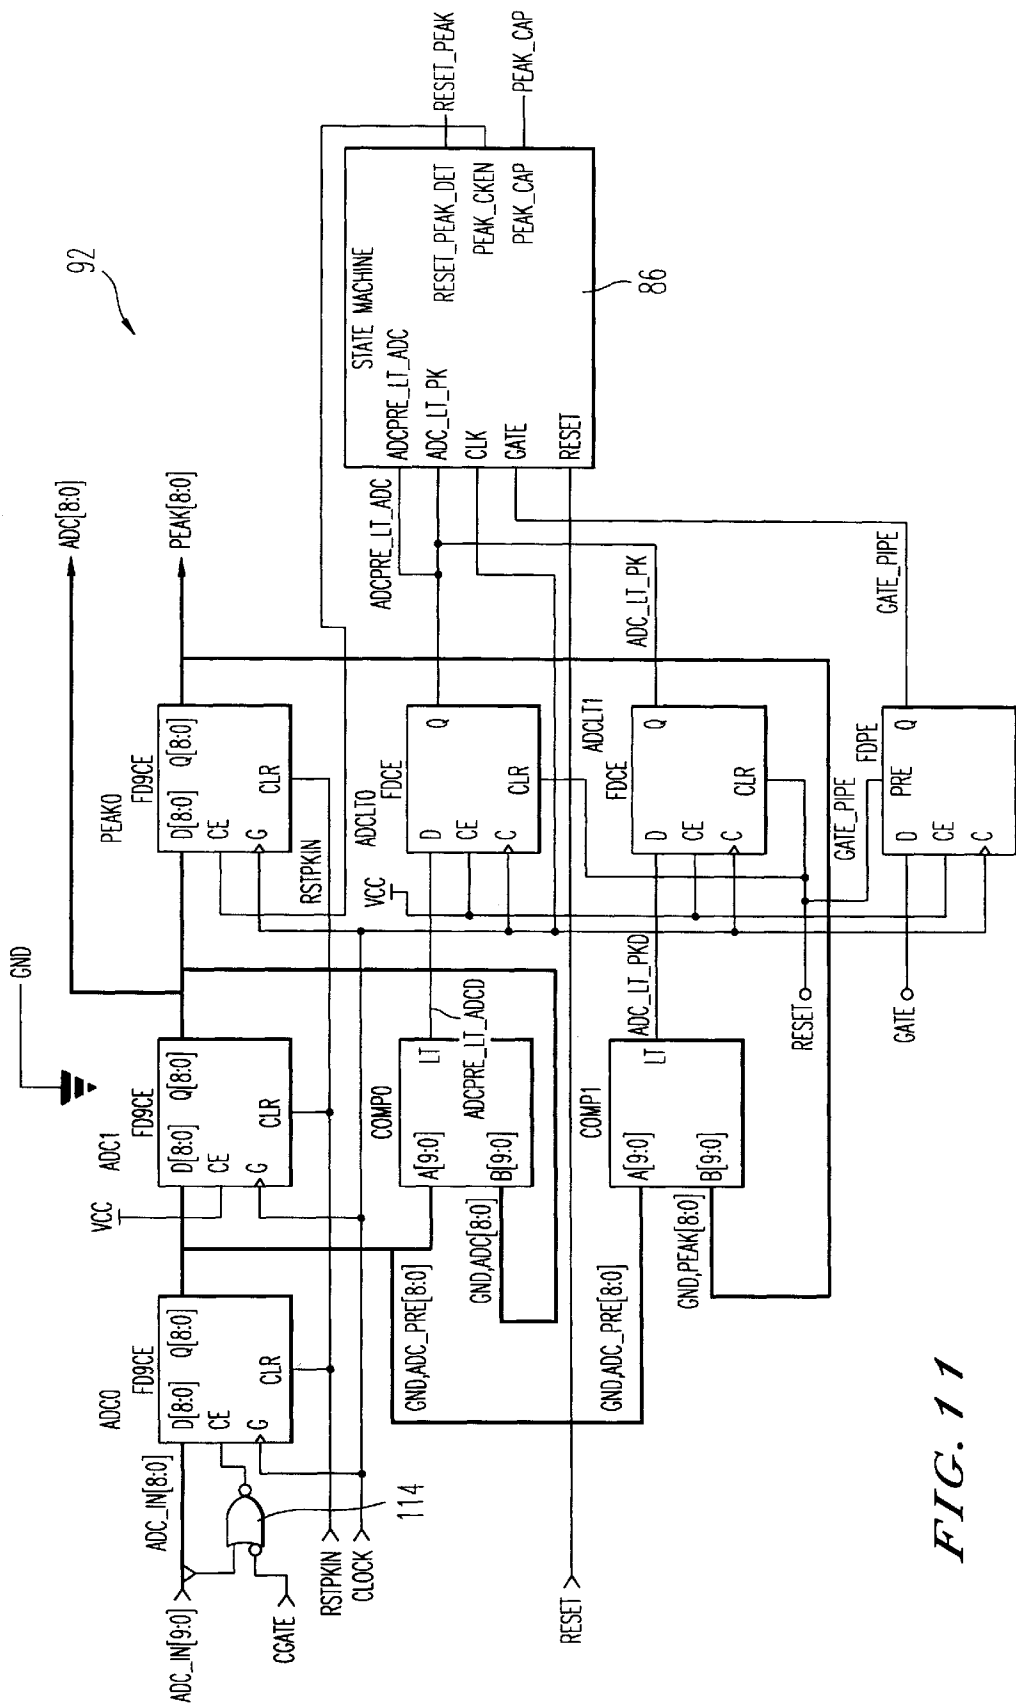 92
GND
ADC[8:0]
PEAK[8:0]
ADC_IN[9:0]
ADC_IN[8:0]
ADC0
FD9CE
D[8:0]
Q[8:0]
CE
G
CLR
114
CGATE
RSTPKIN
CLOCK
VCC
ADC1
FD9CE
D[8:0]
Q[8:0]
CE
G
CLR
PEAK0
FD9CE
D[8:0]
Q[8:0]
CE
G
CLR
RSTPKIN
STATE MACHINE
ADCPRE_LT_ADC
ADC_LT_PK
CLK
GATE
RESET
RESET_PEAK_DET
PEAK_CKEN
PEAK_CAP
RESET_PEAK
PEAK_CAP
86
ADCPRE_LT_ADC
COMP0
A[9:0]
B[9:0]
LT
ADCPRE_LT_ADCD
GND,ADC_PRE[8:0]
GND,ADC[8:0]
VCC
ADCLT0
FDCE
D
Q
CE
C
CLR
COMP1
A[9:0]
B[9:0]
LT
GND,ADC_PRE[8:0]
GND,PEAK[8:0]
ADC_LT_PKD
ADCLT1
FDCE
D
Q
CE
C
CLR
ADC_LT_PK
RESET
RESET
GATE
GATE_PIPE
FDPE
PRE
D
Q
CE
C
GATE_PIPE
FIG. 11